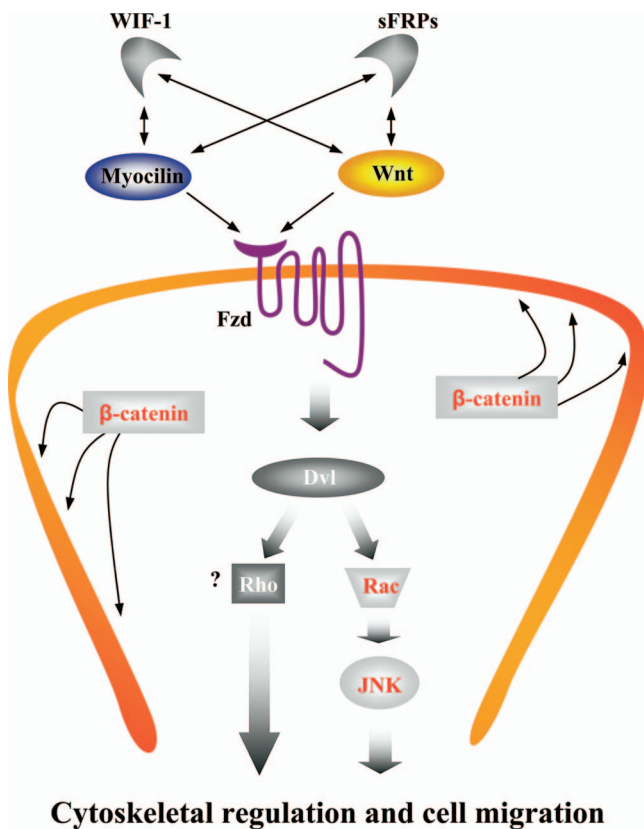 WIF-1 sFRPs
Myocilin Wnt
Fzd
β-catenin β-catenin
Dvl
? Rho Rac
JNK
Cytoskeletal regulation and cell migration